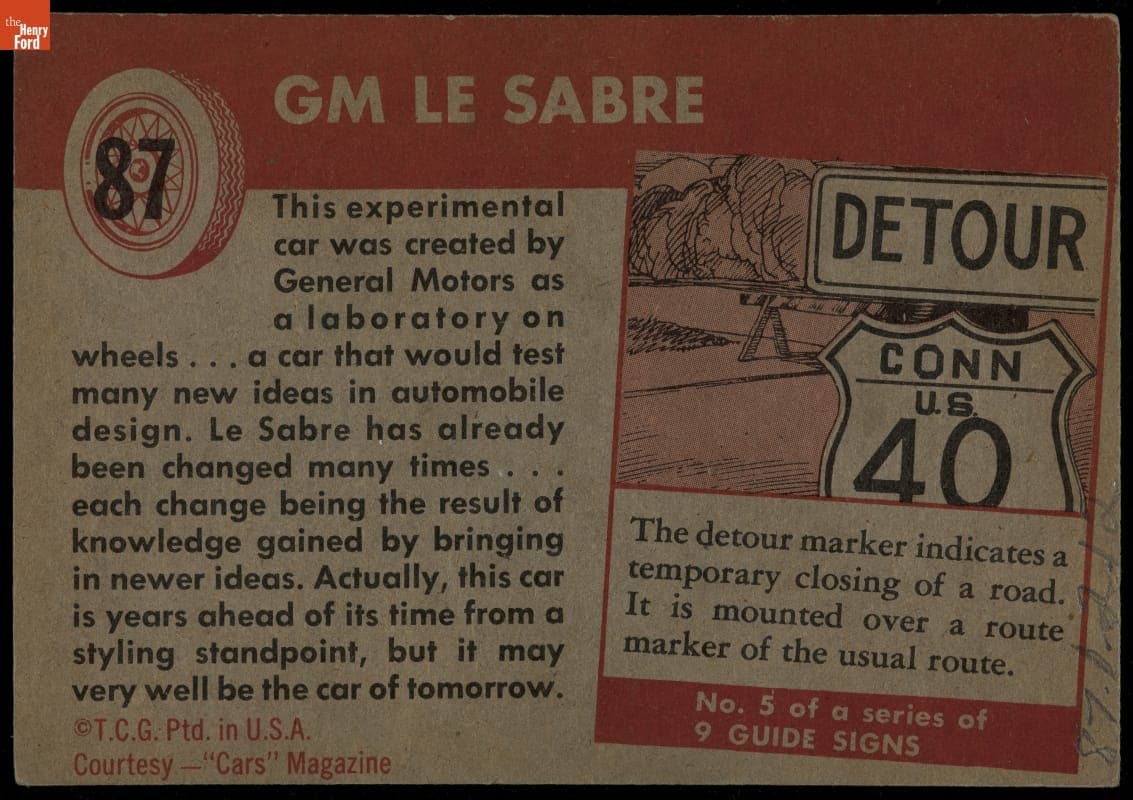 the
Henry
Ford
87
GM LE SABRE
This experimental
car was created by
General Motors as
a laboratory on
wheels . . . a car that would test
many new ideas in automobile
design. Le Sabre has already
been changed many times . . .
each change being the result of
knowledge gained by bringing
in newer ideas. Actually, this car
is years ahead of its time from a
styling standpoint, but it may
very well be the car of tomorrow.
©T.C.G. Ptd. in U.S.A.
Courtesy —"Cars" Magazine
DETOUR
CONN
U.S.
40
The detour marker indicates a
temporary closing of a road.
It is mounted over a route
marker of the usual route.
No. 5 of a series of
9 GUIDE SIGNS